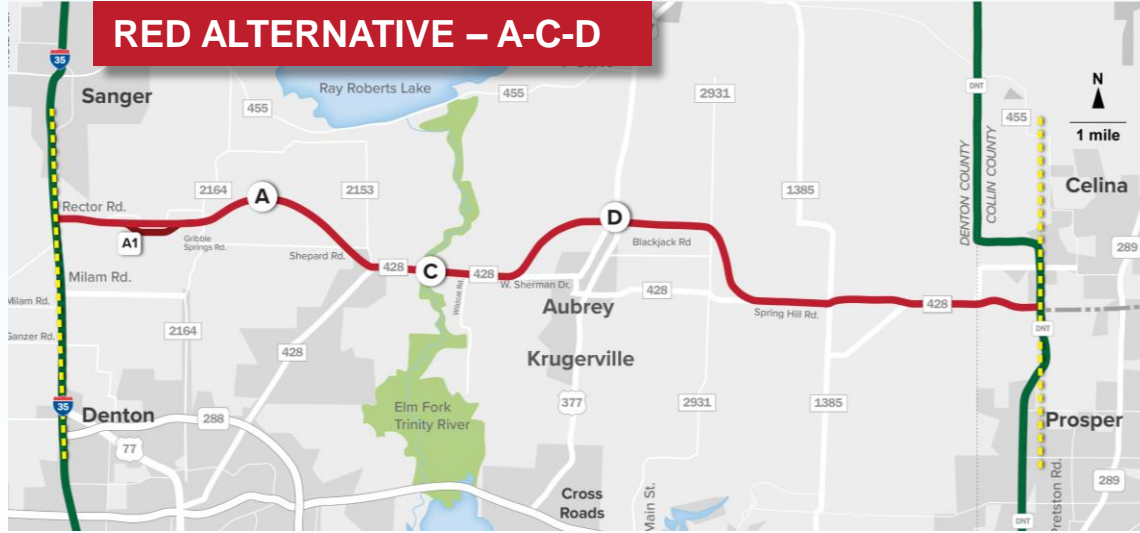 RED ALTERNATIVE – A-C-D
35
Sanger
Ray Roberts Lake
455
455
2931
DNT
N
1 mile
455
DENTON COUNTY
COLLIN COUNTY
Celina
2164
A
2153
1385
Rector Rd.
A1
Gribble
Springs Rd.
Shepard Rd.
D
Blackjack Rd
289
428
C
428
W. Sherman Dr.
Wildcat Rd.
Milam Rd.
Milam Rd.
Ganzer Rd.
2164
428
Aubrey
428
Spring Hill Rd.
428
DNT
Krugerville
35
Denton
288
77
Elm Fork
Trinity River
377
2931
1385
Prosper
Cross
Roads
Main St.
Pretston Rd.
289
DNT